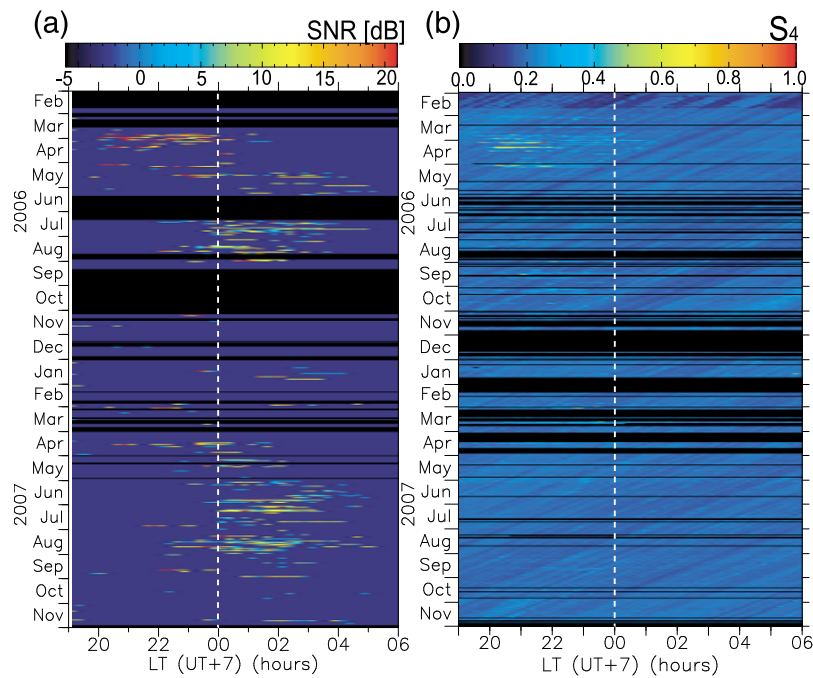 (a)
SNR [dB]
-5 0 5 10 15 20
Feb
Mar
Apr
May
Jun
Jul
Aug
Sep
Oct
Nov
Dec
Jan
Feb
Mar
Apr
May
Jun
Jul
Aug
Sep
Oct
Nov
2006
2007
20 22 00 02 04 06
LT (UT+7) (hours)
(b)
S4
0.0 0.2 0.4 0.6 0.8 1.0
Feb
Mar
Apr
May
Jun
Jul
Aug
Sep
Oct
Nov
Dec
Jan
Feb
Mar
Apr
May
Jun
Jul
Aug
Sep
Oct
Nov
2006
2007
20 22 00 02 04 06
LT (UT+7) (hours)